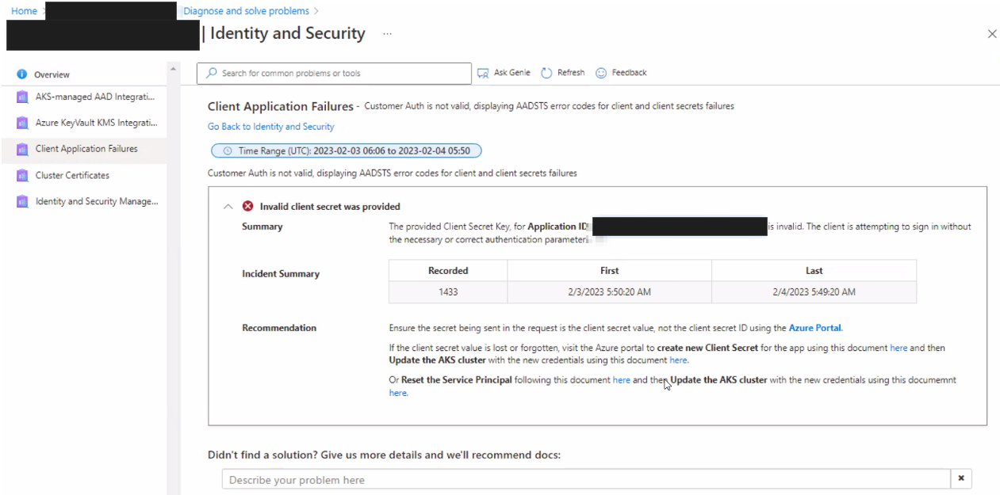 Home > Diagnose and solve problems >
| Identity and Security ...
Overview
AKS-managed AAD Integrati...
Azure KeyVault KMS Integrati...
Client Application Failures
Cluster Certificates
Identity and Security Manage...
Search for common problems or tools
Ask Genie Refresh Feedback
Client Application Failures - Customer Auth is not valid, displaying AADSTS error codes for client and client secrets failures
Go Back to Identity and Security
Time Range (UTC): 2023-02-03 06:06 to 2023-02-04 05:50
Customer Auth is not valid, displaying AADSTS error codes for client and client secrets failures
Invalid client secret was provided
Summary
The provided Client Secret Key, for Application ID is invalid. The client is attempting to sign in without
the necessary or correct authentication parameter
Incident Summary
Recorded First Last
1433 2/3/2023 5:50:20 AM 2/4/2023 5:49:20 AM
Recommendation
Ensure the secret being sent in the request is the client secret value, not the client secret ID using the Azure Portal.
If the client secret value is lost or forgotten, visit the Azure portal to create new Client Secret for the app using this document here and then
Update the AKS cluster with the new credentials using this document here.
Or Reset the Service Principal following this document here and then Update the AKS cluster with the new credentials using this documemnt
here.
Didn't find a solution? Give us more details and we'll recommend docs:
Describe your problem here